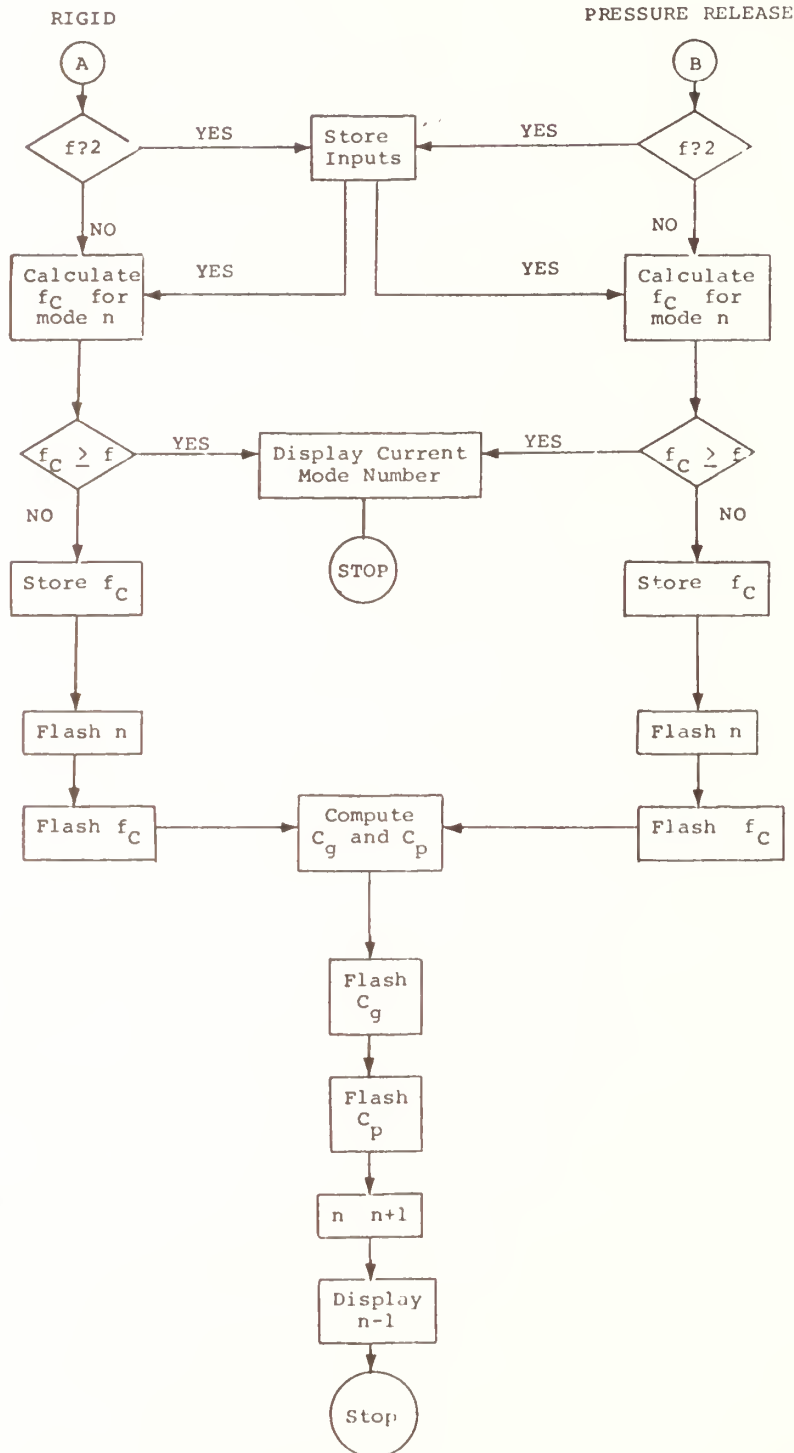 RIGID
PRESSURE RELEASE
A
B
f?2
YES
Store
Inputs
YES
f?2
NO
NO
Calculate
f_C for
mode n
YES
YES
Calculate
f_C for
mode n
f_C ≥ f
YES
Display Current
Mode Number
YES
f_C ≥ f
NO
NO
STOP
Store f_C
Store f_C
Flash n
Flash n
Flash f_C
Compute
C_g and C_p
Flash f_C
Flash
C_g
Flash
C_p
n n+1
Display
n-1
Stop